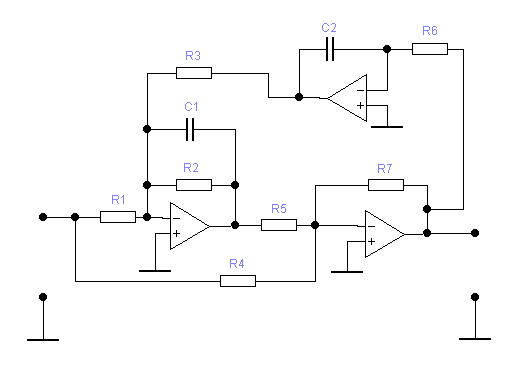 C2
R6
R3
C1
R2
R7
R1
R5
R4
−
+
−
+
−
+